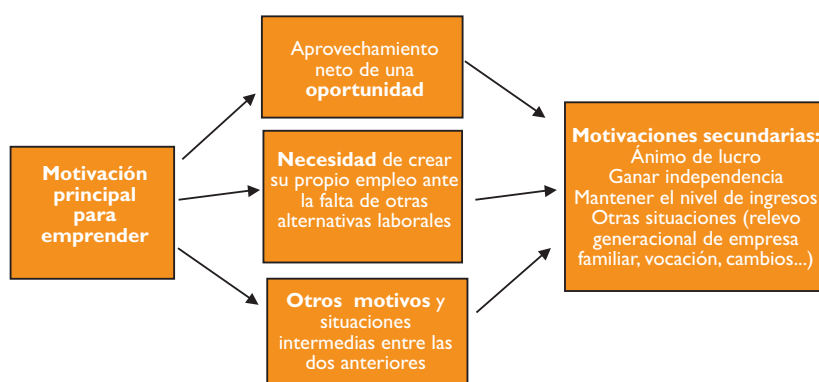 Motivación
principal
para
emprender
Aprovechamiento
neto de una
oportunidad
Necesidad de crear
su propio empleo ante
la falta de otras
alternativas laborales
Otros motivos y
situaciones
intermedias entre las
dos anteriores
Motivaciones secundarias:
Ánimo de lucro
Ganar independencia
Mantener el nivel de ingresos
Otras situaciones (relevo
generacional de empresa
familiar, vocación, cambios...)